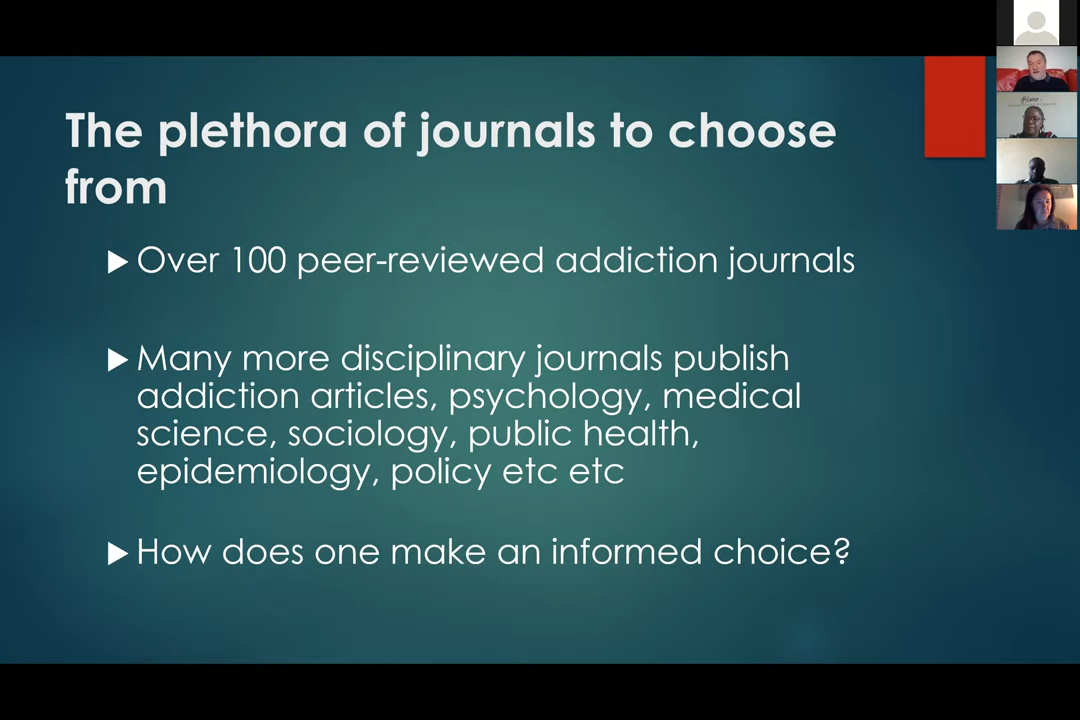 The plethora of journals to choose
from
Over 100 peer-reviewed addiction journals
Many more disciplinary journals publish
addiction articles, psychology, medical
science, sociology, public health,
epidemiology, policy etc etc
How does one make an informed choice?